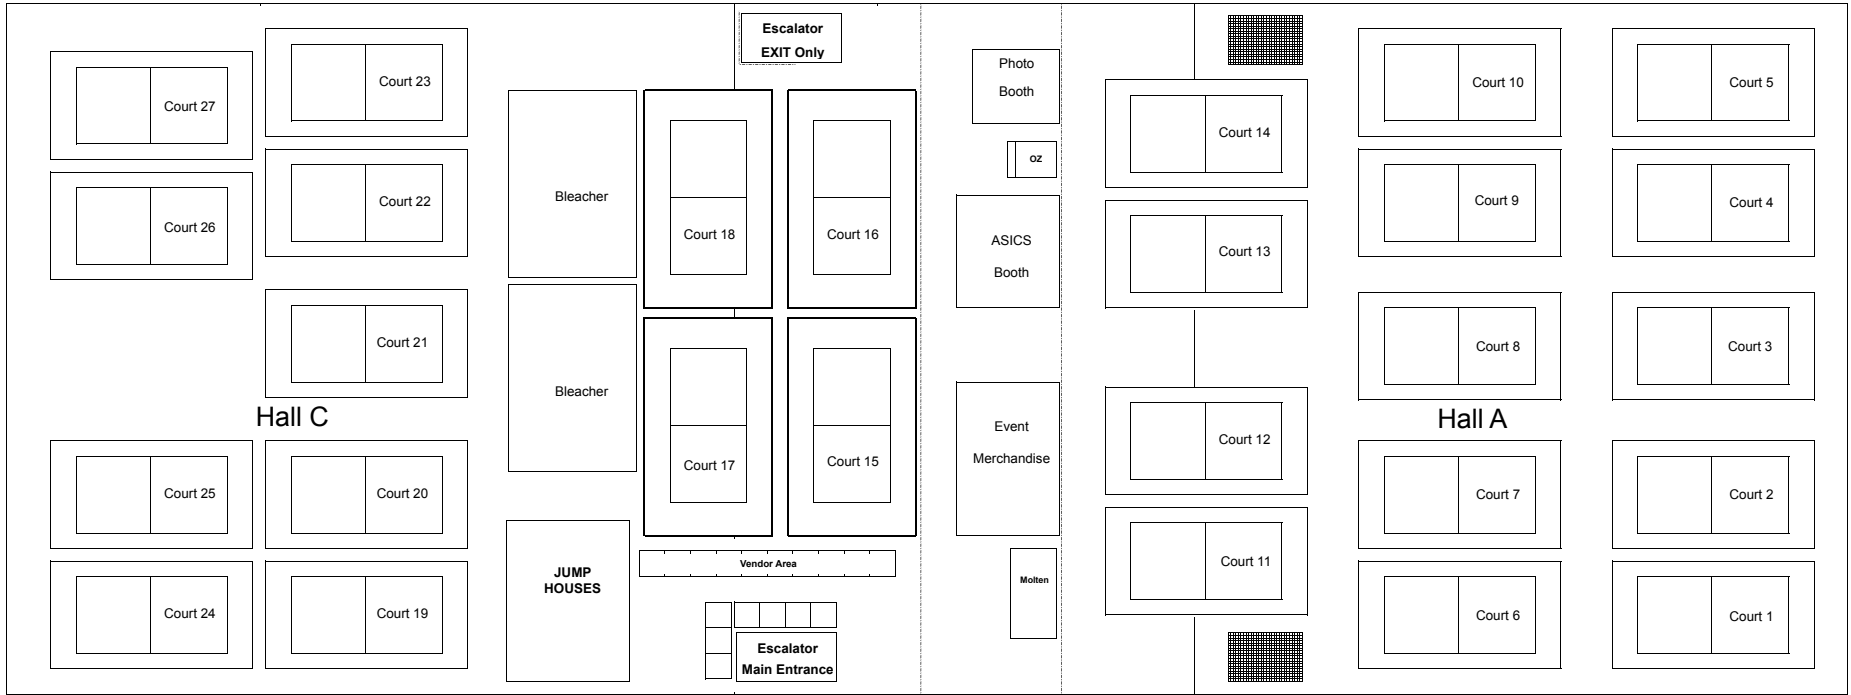 Escalator
EXIT Only
Court 27
Court 23
Court 26
Court 22
Court 21
Hall C
Court 25
Court 20
Court 24
Court 19
Bleacher
Bleacher
JUMP
HOUSES
Court 18
Court 16
Court 17
Court 15
Vendor Area
Escalator
Main Entrance
Photo
Booth
OZ
ASICS
Booth
Event
Merchandise
Molten
Court 14
Court 13
Court 12
Court 11
Court 10
Court 5
Court 9
Court 4
Court 8
Court 3
Hall A
Court 7
Court 2
Court 6
Court 1